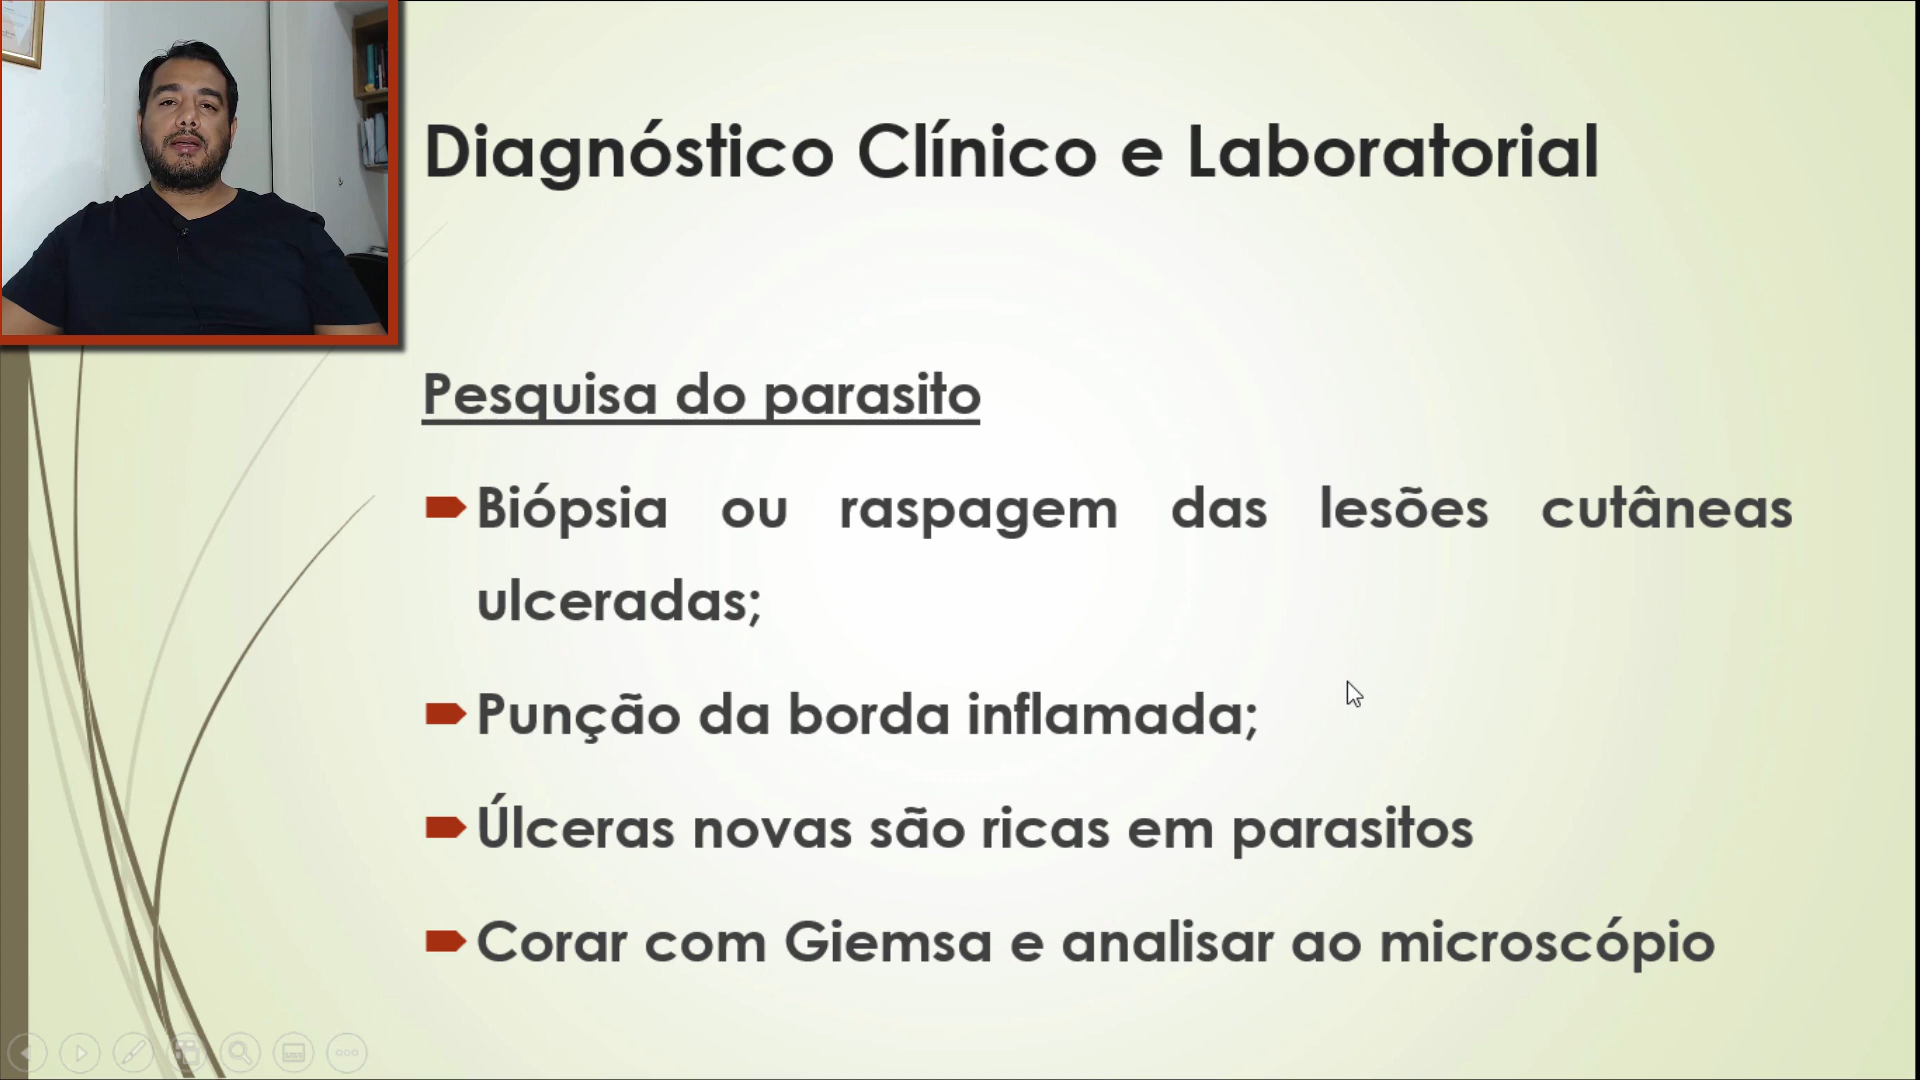 Diagnóstico Clínico e Laboratorial
Pesquisa do parasito
Biópsia ou raspagem das lesões cutâneas
ulceradas;
Punção da borda inflamada;
Úlceras novas são ricas em parasitos
Corar com Giemsa e analisar ao microscópio